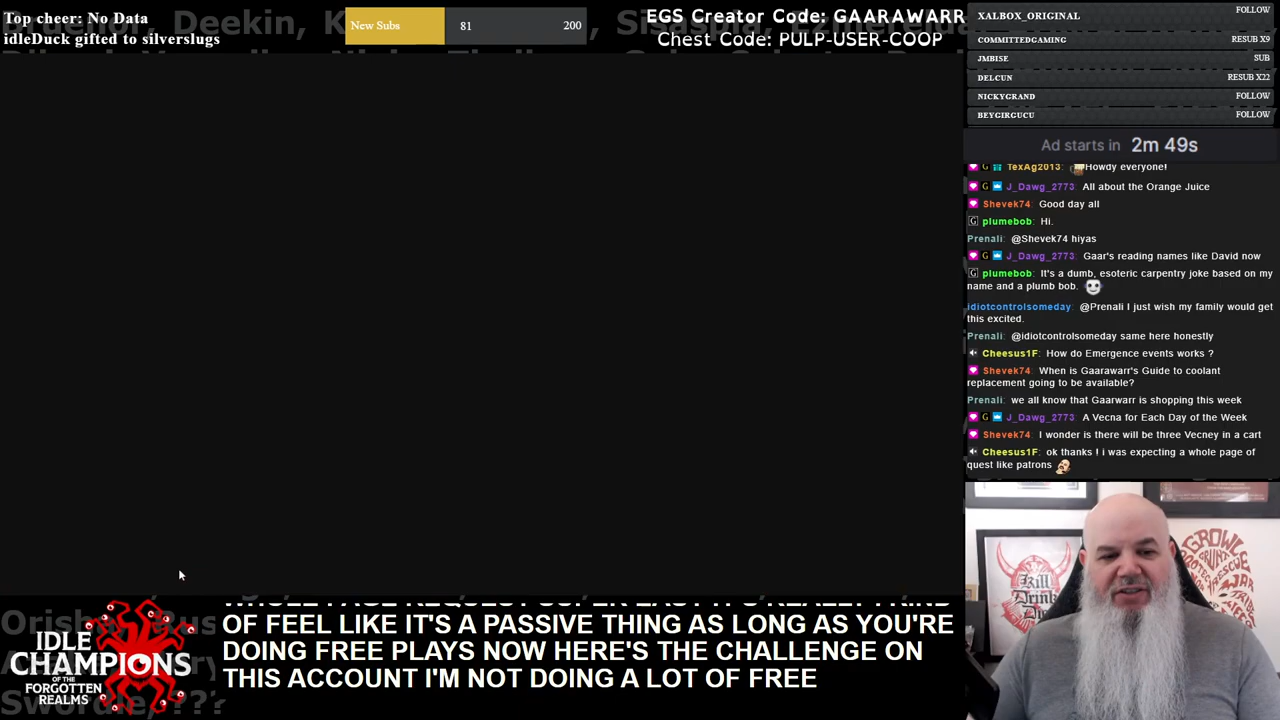 Top cheer: No Data
idleDuck gifted to silverslugs
New Subs 81 200
EGS Creator Code: GAARAWARR
Chest Code: PULP-USER-COOP
XALBOX_ORIGINAL FOLLOW
COMMITTEDGAMING RESUB X9
JMBISE SUB
DELCUN RESUB X22
NICKYGRAND FOLLOW
BEYGIRGUCU FOLLOW
Ad starts in 2m 49s
TexAg2013: Howdy everyone!
J_Dawg_2773: All about the Orange Juice
Shevek74: Good day all
plumebob: Hi.
Prenali: @Shevek74 hiyas
J_Dawg_2773: Gaar's reading names like David now
plumebob: It's a dumb, esoteric carpentry joke based on my
name and a plumb bob.
idiotcontrolsomeday: @Prenali I just wish my family would get
this excited.
Prenali: @idiotcontrolsomeday same here honestly
Cheesus1F: How do Emergence events works ?
Shevek74: When is Gaarawarr's Guide to coolant
replacement going to be available?
Prenali: we all know that Gaarwarr is shopping this week
J_Dawg_2773: A Vecna for Each Day of the Week
Shevek74: I wonder is there will be three Vecney in a cart
Cheesus1F: ok thanks ! i was expecting a whole page of
quest like patrons
Kill
Drink
IDLE
CHAMPIONS
OF THE
FORGOTTEN
REALMS
OF FEEL LIKE IT'S A PASSIVE THING AS LONG AS YOU'RE
DOING FREE PLAYS NOW HERE'S THE CHALLENGE ON
THIS ACCOUNT I'M NOT DOING A LOT OF FREE